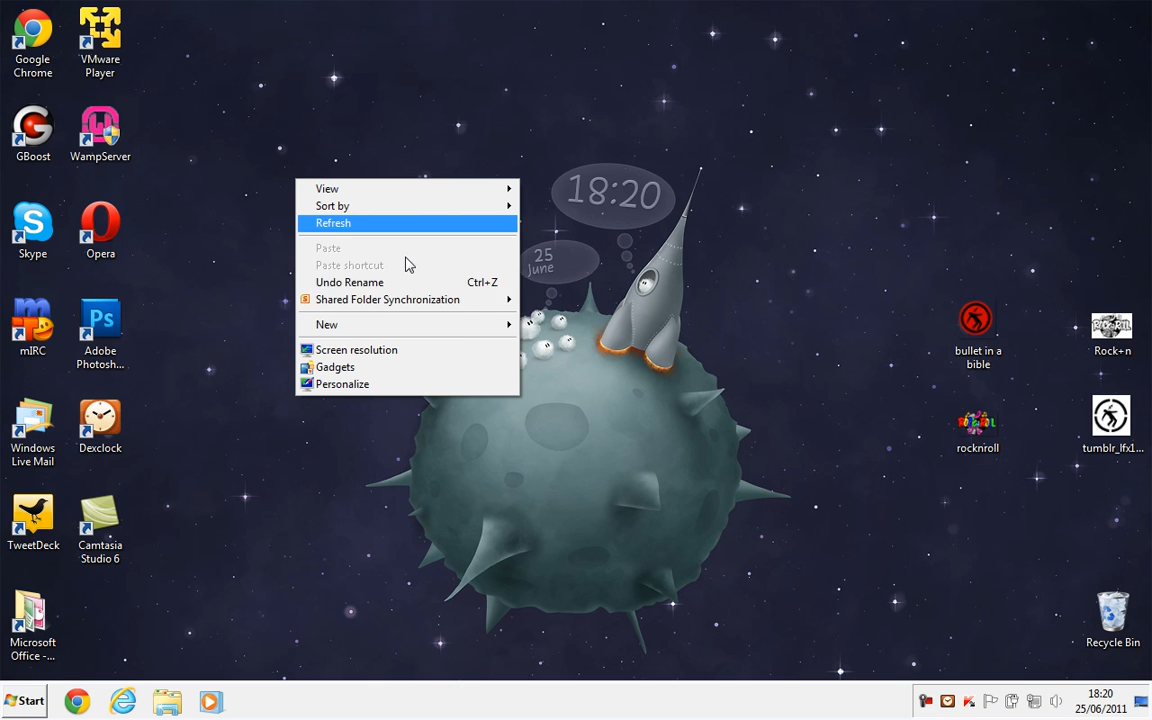 Google
Chrome
VMware
Player
GBoost
WampServer
Skype
Opera
mIRC
Adobe
Photosh...
Windows
Live Mail
Dexclock
TweetDeck
Camtasia
Studio 6
Microsoft
Office -...
View
Sort by
Refresh
Paste
Paste shortcut
Undo Rename Ctrl+Z
Shared Folder Synchronization
New
Screen resolution
Gadgets
Personalize
18:20
25
June
bullet in a
bible
Rock+n
rocknroll
tumblr_lfx1...
Recycle Bin
Start
18:20
25/06/2011